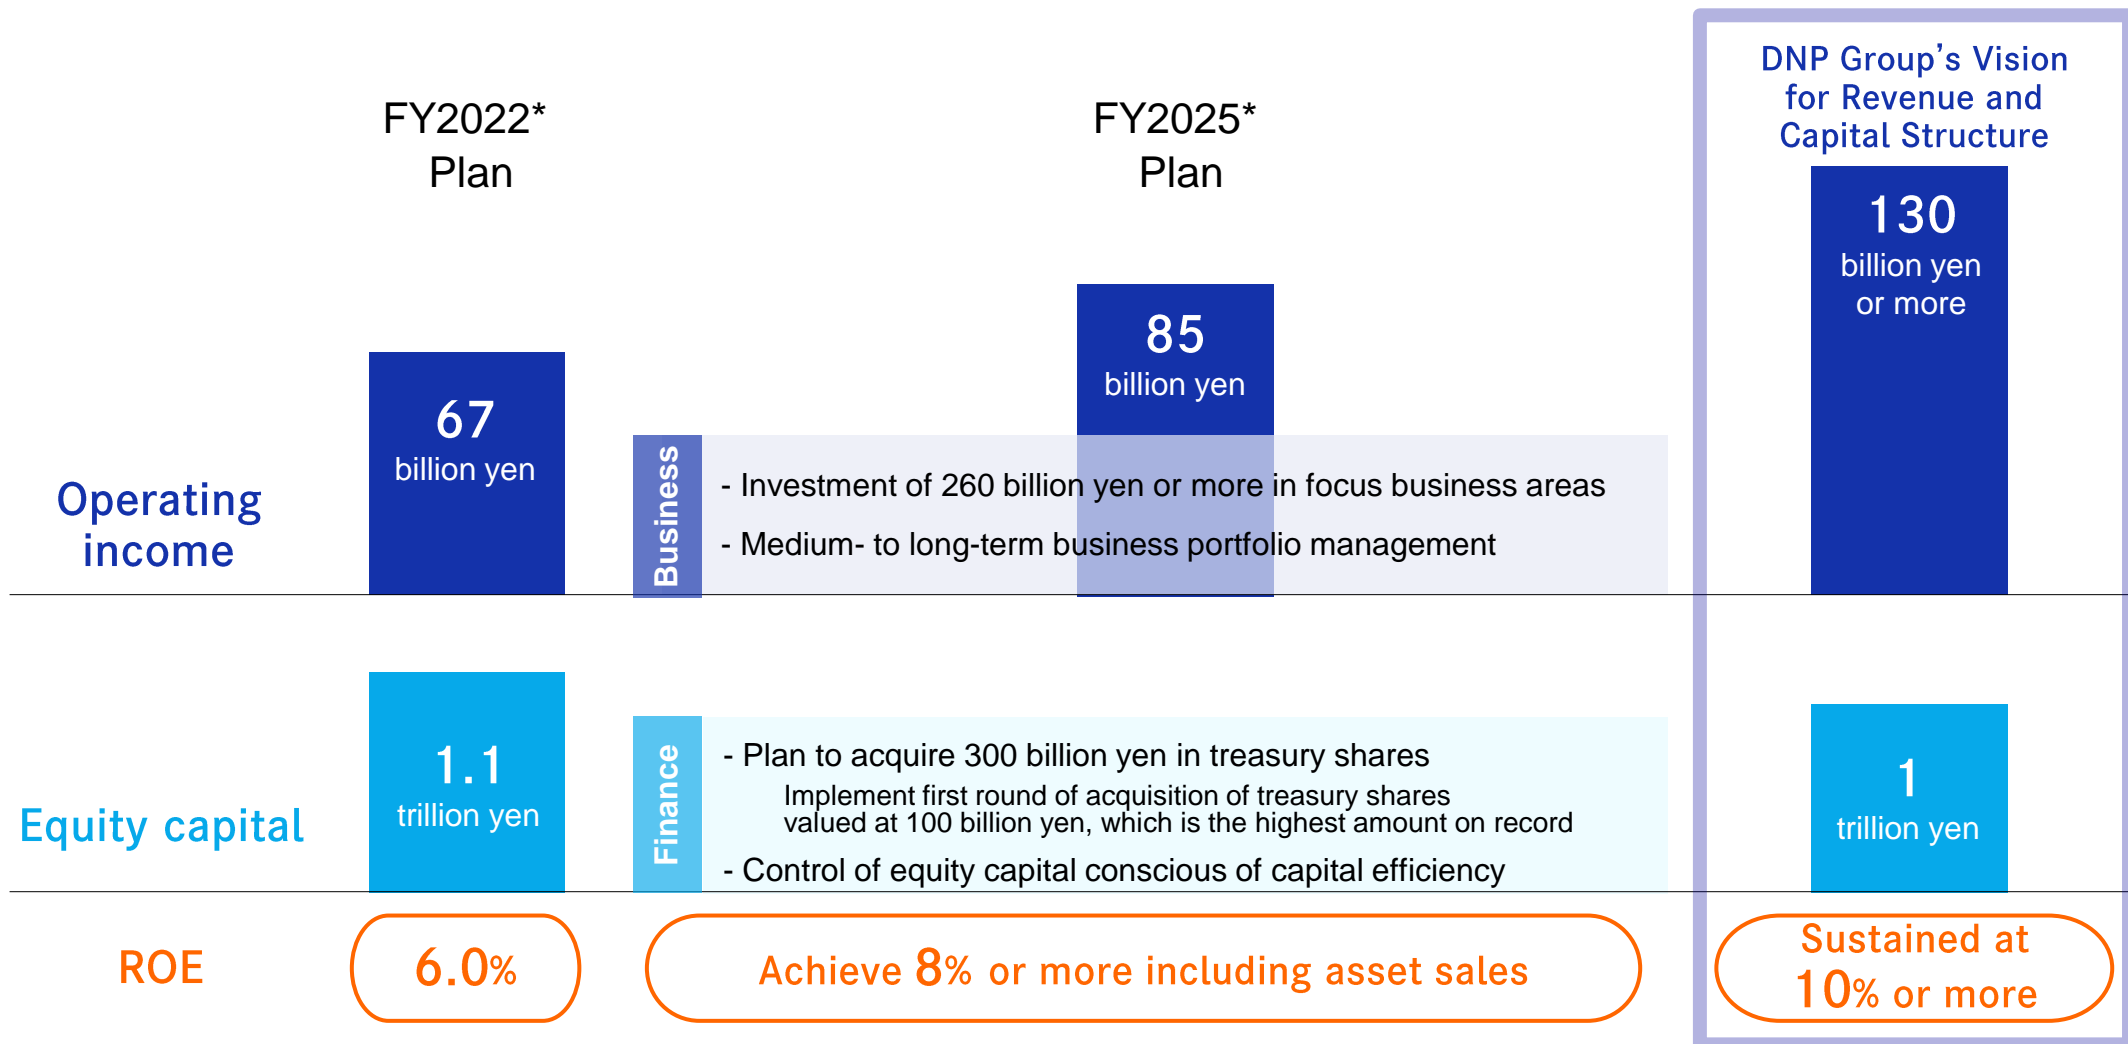 FY2022*
Plan
FY2025*
Plan
DNP Group's Vision
for Revenue and
Capital Structure
Operating
income
67
billion yen
85
billion yen
130
billion yen
or more
Business
- Investment of 260 billion yen or more in focus business areas
- Medium- to long-term business portfolio management
Equity capital
1.1
trillion yen
Finance
- Plan to acquire 300 billion yen in treasury shares
Implement first round of acquisition of treasury shares
valued at 100 billion yen, which is the highest amount on record
- Control of equity capital conscious of capital efficiency
1
trillion yen
ROE
6.0%
Achieve 8% or more including asset sales
Sustained at
10% or more